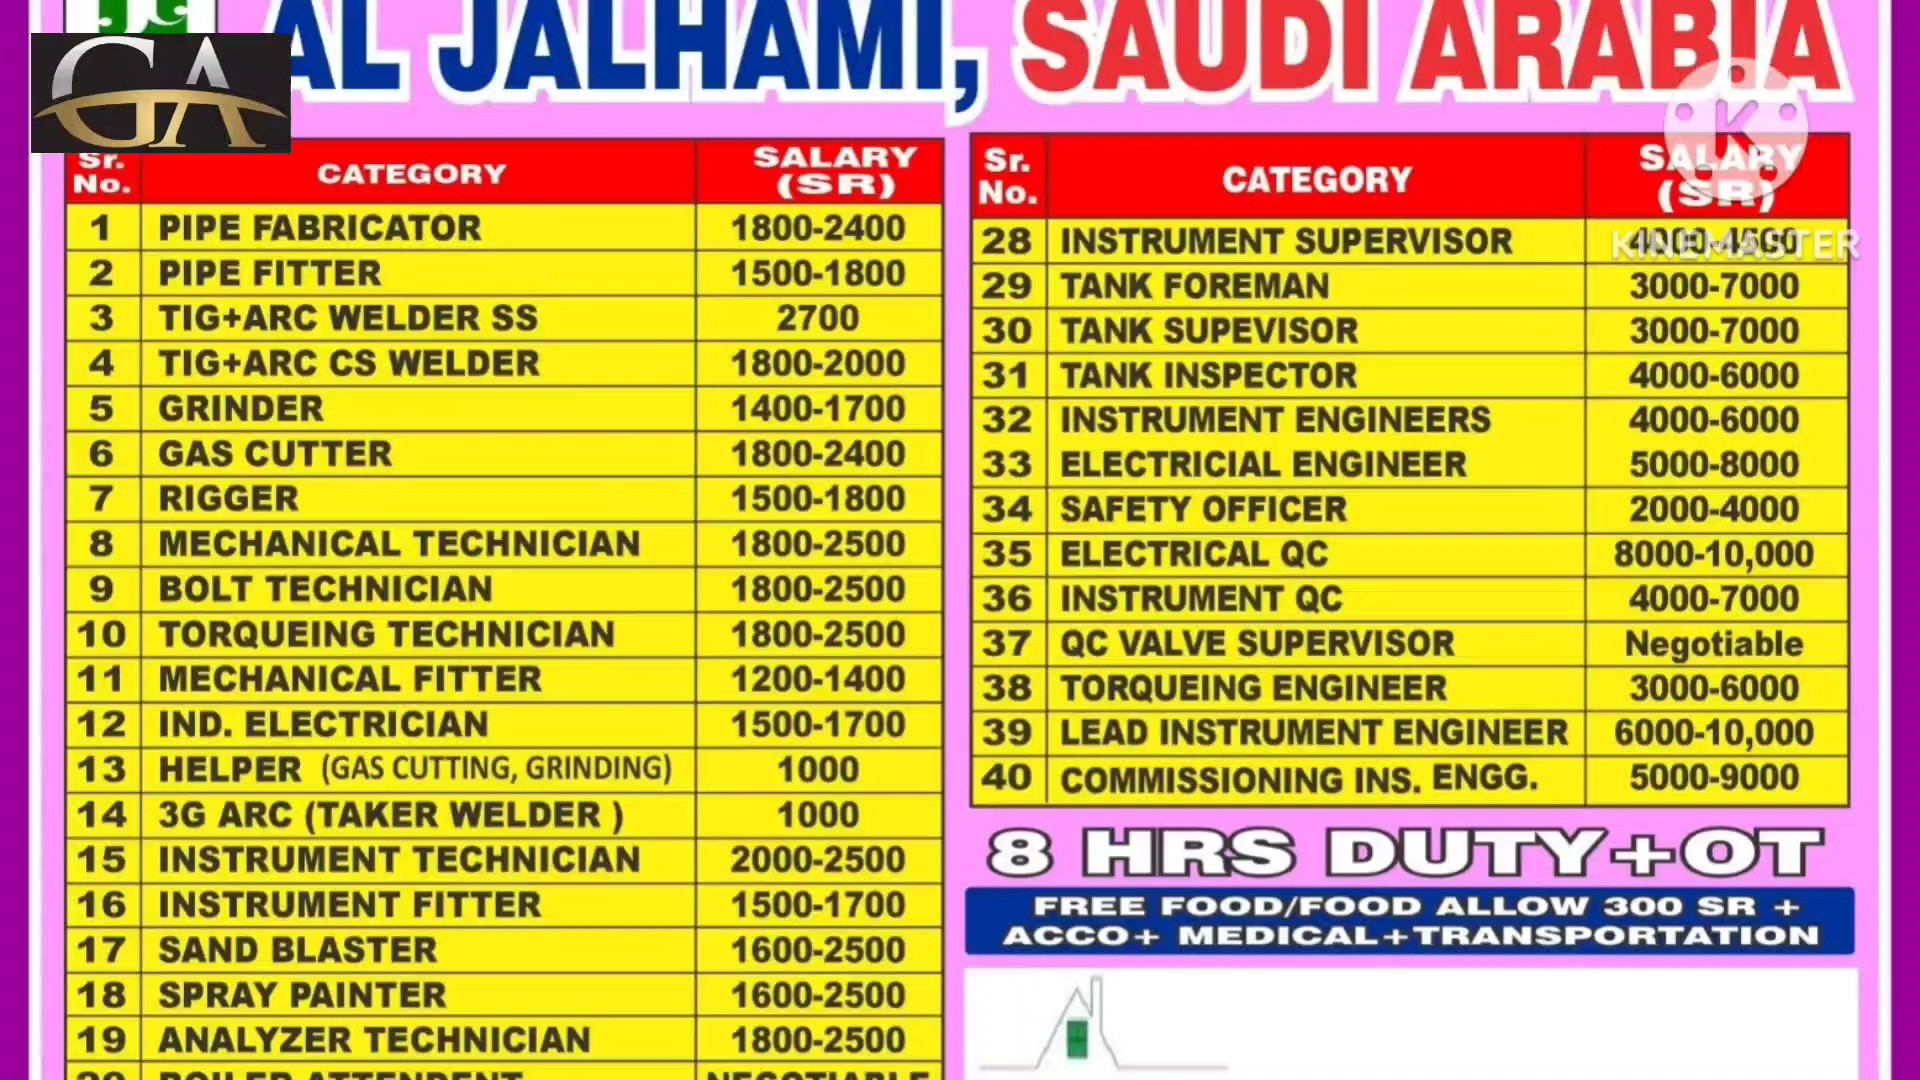 GA
AL JALHAMI, SAUDI ARABIA
Sr. No. CATEGORY SALARY (SR)
1 PIPE FABRICATOR 1800-2400
2 PIPE FITTER 1500-1800
3 TIG+ARC WELDER SS 2700
4 TIG+ARC CS WELDER 1800-2000
5 GRINDER 1400-1700
6 GAS CUTTER 1800-2400
7 RIGGER 1500-1800
8 MECHANICAL TECHNICIAN 1800-2500
9 BOLT TECHNICIAN 1800-2500
10 TORQUEING TECHNICIAN 1800-2500
11 MECHANICAL FITTER 1200-1400
12 IND. ELECTRICIAN 1500-1700
13 HELPER (GAS CUTTING, GRINDING) 1000
14 3G ARC (TAKER WELDER ) 1000
15 INSTRUMENT TECHNICIAN 2000-2500
16 INSTRUMENT FITTER 1500-1700
17 SAND BLASTER 1600-2500
18 SPRAY PAINTER 1600-2500
19 ANALYZER TECHNICIAN 1800-2500
20 BOILER ATTENDENT NEGOTIABLE
Sr. No. CATEGORY SALARY (SR)
K
KINEMASTER
28 INSTRUMENT SUPERVISOR
29 TANK FOREMAN 3000-7000
30 TANK SUPEVISOR 3000-7000
31 TANK INSPECTOR 4000-6000
32 INSTRUMENT ENGINEERS 4000-6000
33 ELECTRICIAL ENGINEER 5000-8000
34 SAFETY OFFICER 2000-4000
35 ELECTRICAL QC 8000-10,000
36 INSTRUMENT QC 4000-7000
37 QC VALVE SUPERVISOR Negotiable
38 TORQUEING ENGINEER 3000-6000
39 LEAD INSTRUMENT ENGINEER 6000-10,000
40 COMMISSIONING INS. ENGG. 5000-9000
8 HRS DUTY+OT
FREE FOOD/FOOD ALLOW 300 SR +
ACCO+ MEDICAL+TRANSPORTATION